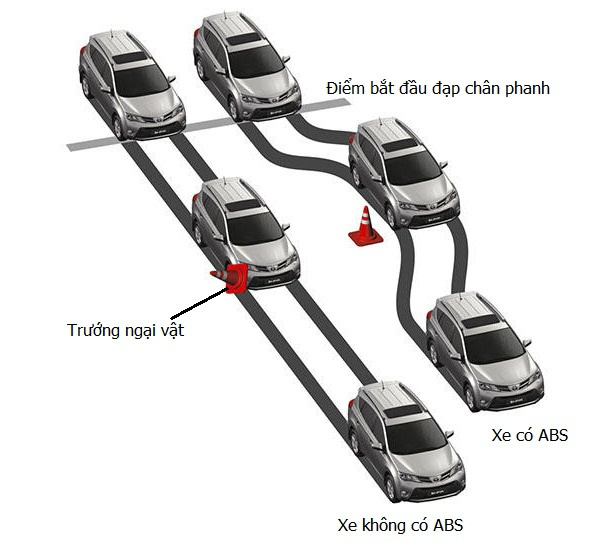 Điểm bắt đầu đạp chân phanh
Trướng ngại vật
Xe có ABS
Xe không có ABS